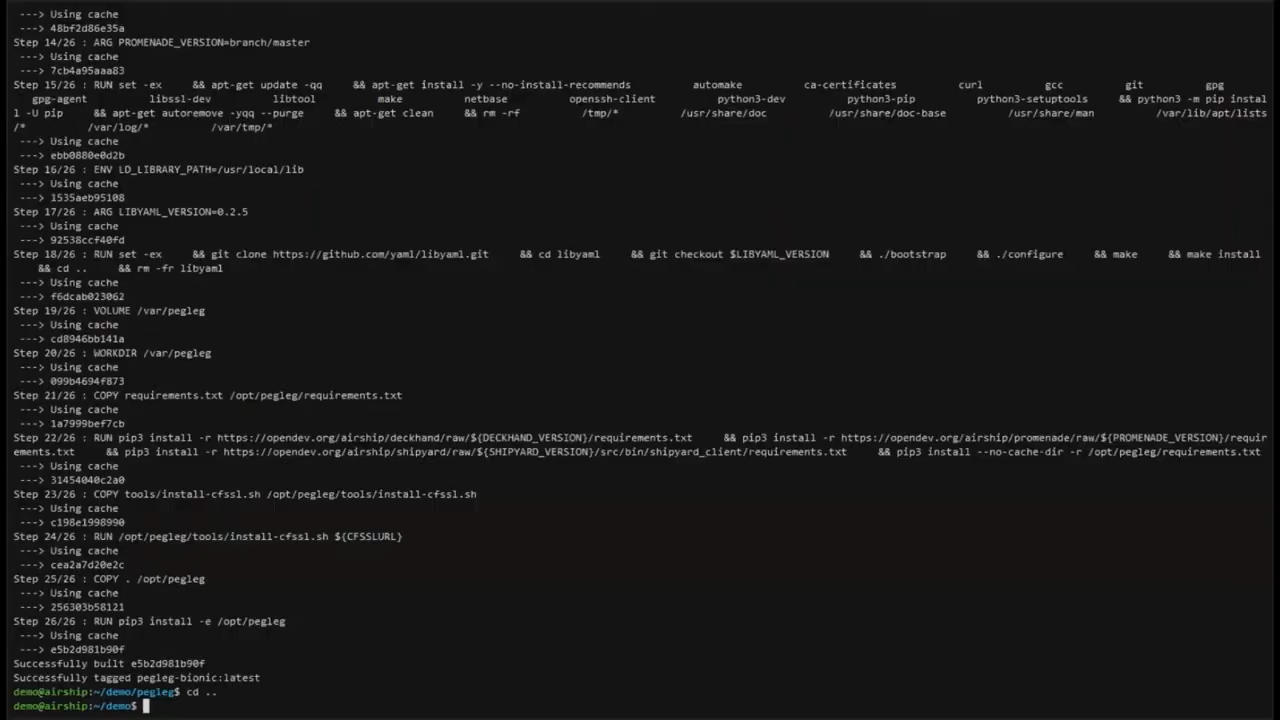 ---> Using cache
---> 48bf2d86e35a
Step 14/26 : ARG PROMENADE_VERSION=branch/master
---> Using cache
---> 7cb4a95aaa83
Step 15/26 : RUN set -ex     && apt-get update -qq     && apt-get install -y --no-install-recommends          automake          ca-certificates          curl          gcc          git          gpg
   gpg-agent          libssl-dev          libtool          make          netbase          openssh-client          python3-dev          python3-pip          python3-setuptools     && python3 -m pip instal
l -U pip     && apt-get autoremove -yqq --purge     && apt-get clean     && rm -rf          /tmp/*          /usr/share/doc          /usr/share/doc-base          /usr/share/man          /var/lib/apt/lists
/*          /var/log/*          /var/tmp/*
---> Using cache
---> ebb0880e0d2b
Step 16/26 : ENV LD_LIBRARY_PATH=/usr/local/lib
---> Using cache
---> 1535aeb95108
Step 17/26 : ARG LIBYAML_VERSION=0.2.5
---> Using cache
---> 92538ccf40fd
Step 18/26 : RUN set -ex     && git clone https://github.com/yaml/libyaml.git     && cd libyaml     && git checkout $LIBYAML_VERSION     && ./bootstrap     && ./configure     && make     && make install
    && cd ..     && rm -fr libyaml
---> Using cache
---> f6dcab023062
Step 19/26 : VOLUME /var/pegleg
---> Using cache
---> cd8946bb141a
Step 20/26 : WORKDIR /var/pegleg
---> Using cache
---> 099b4694f873
Step 21/26 : COPY requirements.txt /opt/pegleg/requirements.txt
---> Using cache
---> 1a7999bef7cb
Step 22/26 : RUN pip3 install -r https://opendev.org/airship/deckhand/raw/${DECKHAND_VERSION}/requirements.txt     && pip3 install -r https://opendev.org/airship/promenade/raw/${PROMENADE_VERSION}/requir
ements.txt     && pip3 install -r https://opendev.org/airship/shipyard/raw/${SHIPYARD_VERSION}/src/bin/shipyard_client/requirements.txt     && pip3 install --no-cache-dir -r /opt/pegleg/requirements.txt
---> Using cache
---> 31454040c2a0
Step 23/26 : COPY tools/install-cfssl.sh /opt/pegleg/tools/install-cfssl.sh
---> Using cache
---> c198e1998990
Step 24/26 : RUN /opt/pegleg/tools/install-cfssl.sh ${CFSSLURL}
---> Using cache
---> cea2a7d20e2c
Step 25/26 : COPY . /opt/pegleg
---> Using cache
---> 256303b58121
Step 26/26 : RUN pip3 install -e /opt/pegleg
---> Using cache
---> e5b2d981b90f
Successfully built e5b2d981b90f
Successfully tagged pegleg-bionic:latest
demo@airship:~/demo/pegleg$ cd ..
demo@airship:~/demo$